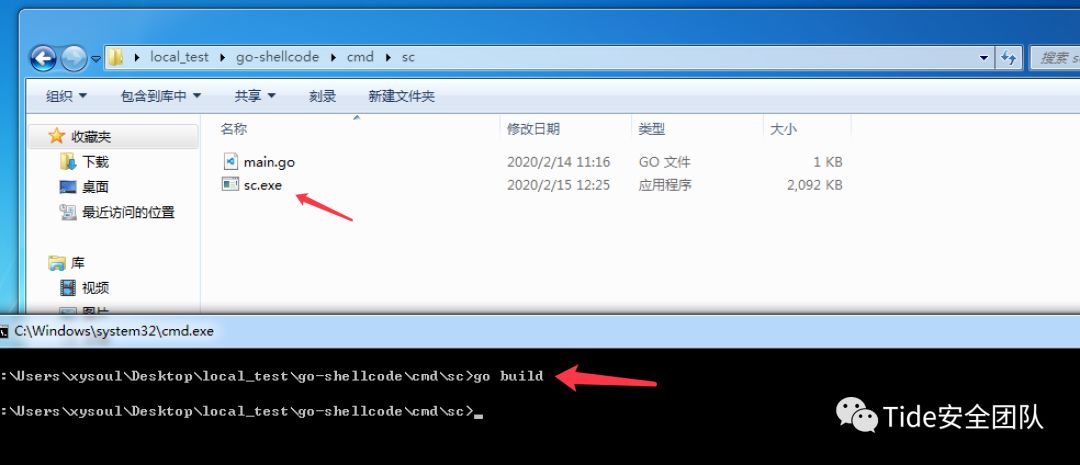 local_test ▸ go-shellcode ▸ cmd ▸ sc
搜索 s
组织 包含到库中 共享 刻录 新建文件夹
名称 修改日期 类型 大小
收藏夹
下载
桌面
最近访问的位置
库
视频
图片
main.go 2020/2/14 11:16 GO 文件 1 KB
sc.exe 2020/2/15 12:25 应用程序 2,092 KB
C:\Windows\system32\cmd.exe
:\Users\xysoul\Desktop\local_test\go-shellcode\cmd\sc>go build
:\Users\xysoul\Desktop\local_test\go-shellcode\cmd\sc>_
Tide安全团队